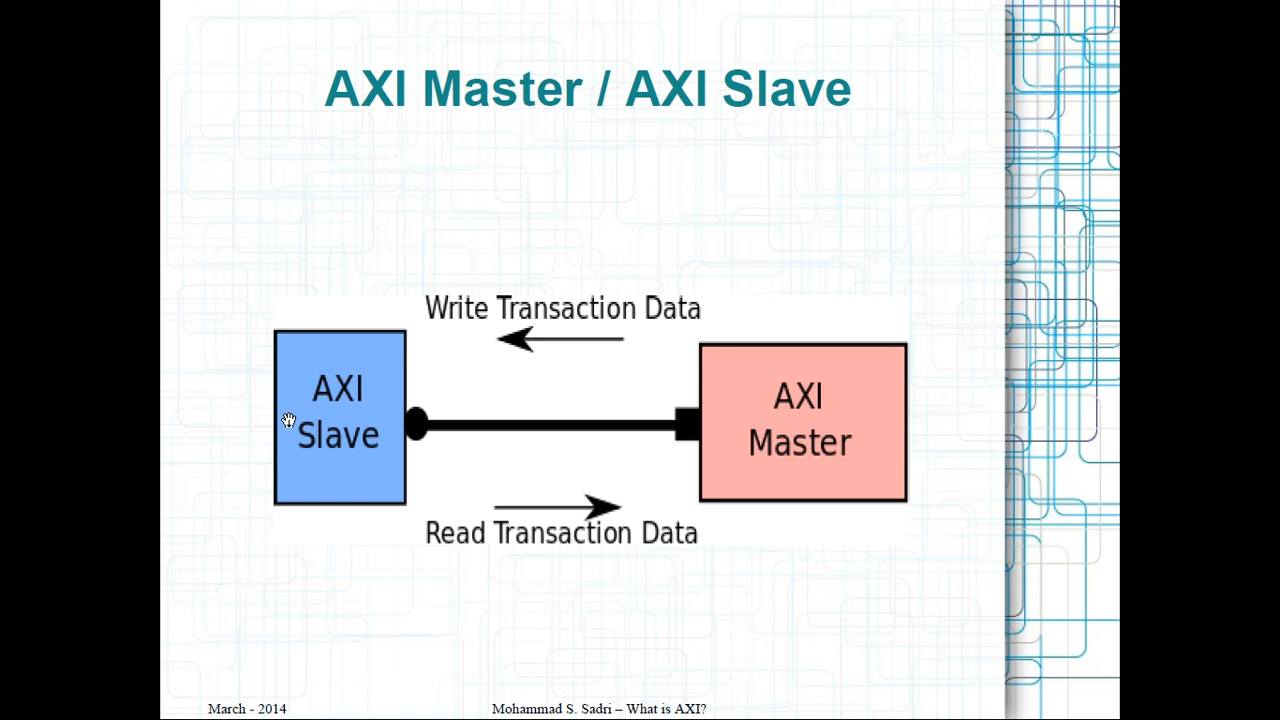 AXI Master / AXI Slave
Write Transaction Data
AXI
Slave
AXI
Master
Read Transaction Data
March - 2014
Mohammad S. Sadri – What is AXI?